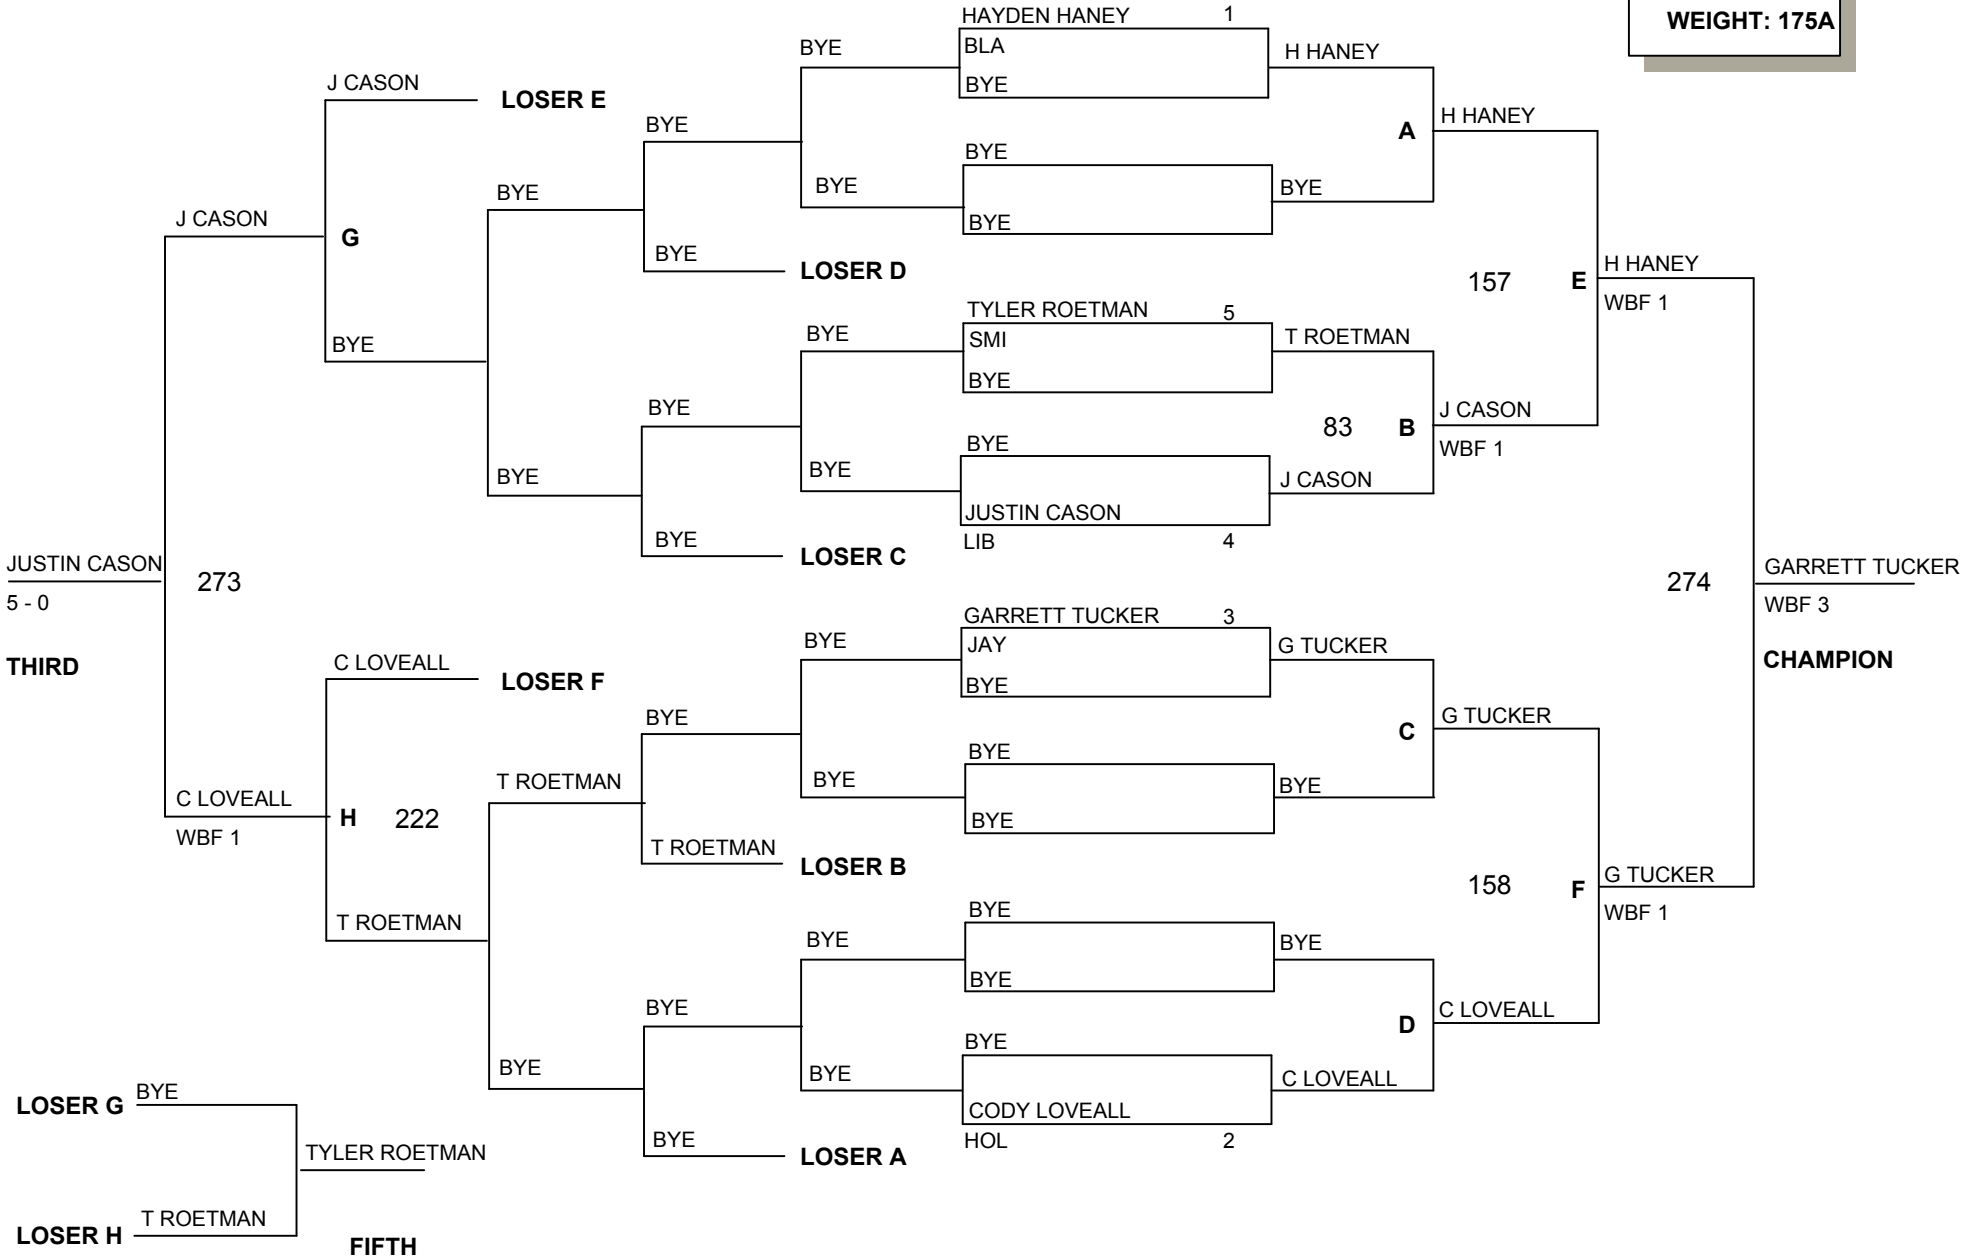 WEIGHT: 175A
HAYDEN HANEY 1
BLA
BYE
BYE
H HANEY
J CASON
LOSER E
BYE
A
H HANEY
BYE
BYE
BYE
BYE
BYE
J CASON
G
BYE
LOSER D
157
E
H HANEY
WBF 1
TYLER ROETMAN 5
SMI
BYE
BYE
T ROETMAN
BYE
BYE
83
B
J CASON
WBF 1
BYE
BYE
BYE
JUSTIN CASON
LIB 4
J CASON
BYE
LOSER C
JUSTIN CASON
5 - 0
THIRD
273
274
GARRETT TUCKER
WBF 3
CHAMPION
GARRETT TUCKER 3
JAY
BYE
BYE
G TUCKER
C LOVEALL
LOSER F
BYE
C
G TUCKER
BYE
BYE
BYE
BYE
T ROETMAN
C LOVEALL
WBF 1
H
222
T ROETMAN
LOSER B
158
F
G TUCKER
WBF 1
T ROETMAN
BYE
BYE
BYE
BYE
BYE
D
C LOVEALL
BYE
BYE
BYE
CODY LOVEALL
HOL 2
C LOVEALL
BYE
LOSER A
LOSER G
BYE
TYLER ROETMAN
LOSER H
T ROETMAN
FIFTH